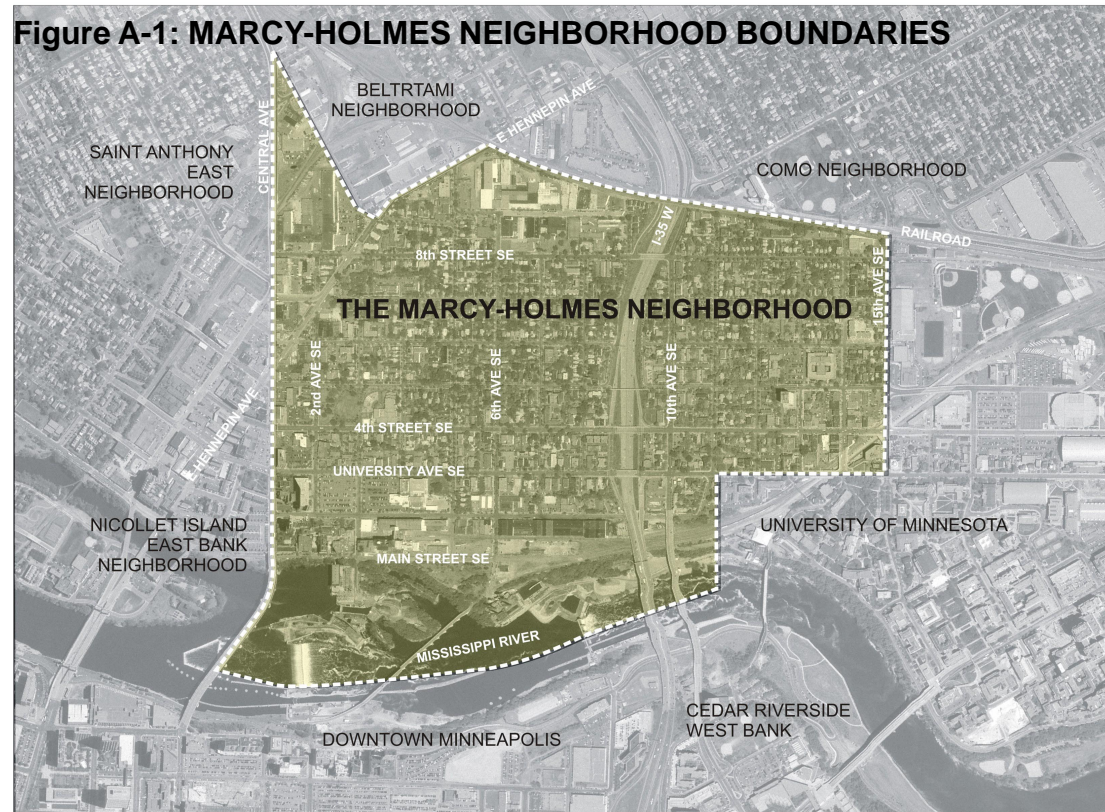 Figure A-1: MARCY-HOLMES NEIGHBORHOOD BOUNDARIES
BELTRTAMI
NEIGHBORHOOD
E HENNEPIN AVE
CENTRAL AVE
SAINT ANTHONY
EAST
NEIGHBORHOOD
COMO NEIGHBORHOOD
I-35 W
RAILROAD
8th STREET SE
15th AVE SE
THE MARCY-HOLMES NEIGHBORHOOD
2nd AVE SE
6th AVE SE
10th AVE SE
E HENNEPIN AVE
4th STREET SE
UNIVERSITY AVE SE
NICOLLET ISLAND
EAST BANK
NEIGHBORHOOD
UNIVERSITY OF MINNESOTA
MAIN STREET SE
MISSISSIPPI RIVER
CEDAR RIVERSIDE
WEST BANK
DOWNTOWN MINNEAPOLIS